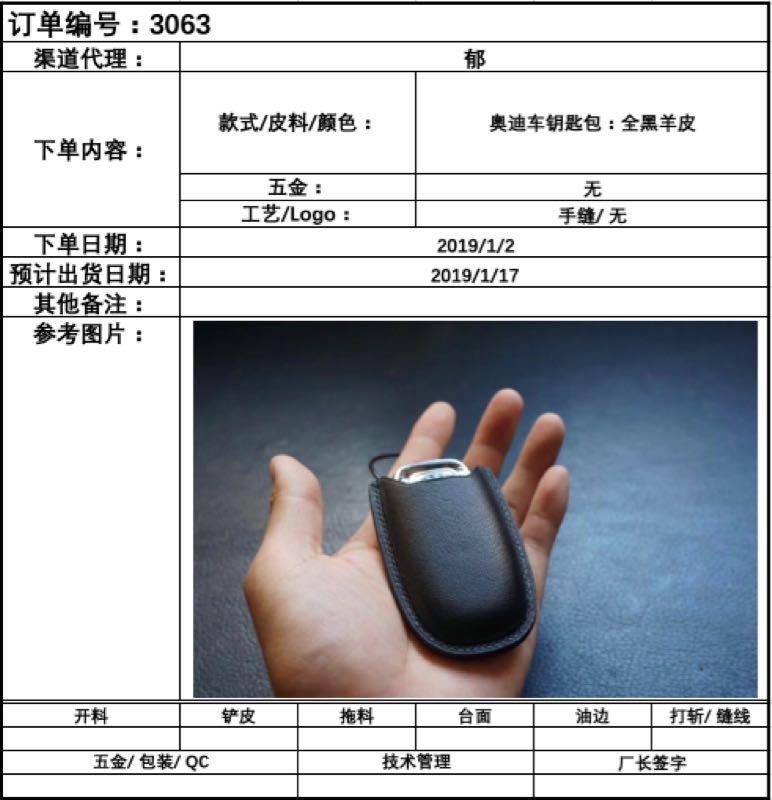 订单编号：3063
渠道代理：
郁
下单内容：
款式/皮料/颜色：
奥迪车钥匙包：全黑羊皮
五金：
无
工艺/Logo：
手缝/ 无
下单日期：
2019/1/2
预计出货日期：
2019/1/17
其他备注：
参考图片：
开料
铲皮
拖料
台面
油边
打斩/ 缝线
五金/ 包装/ QC
技术管理
厂长签字